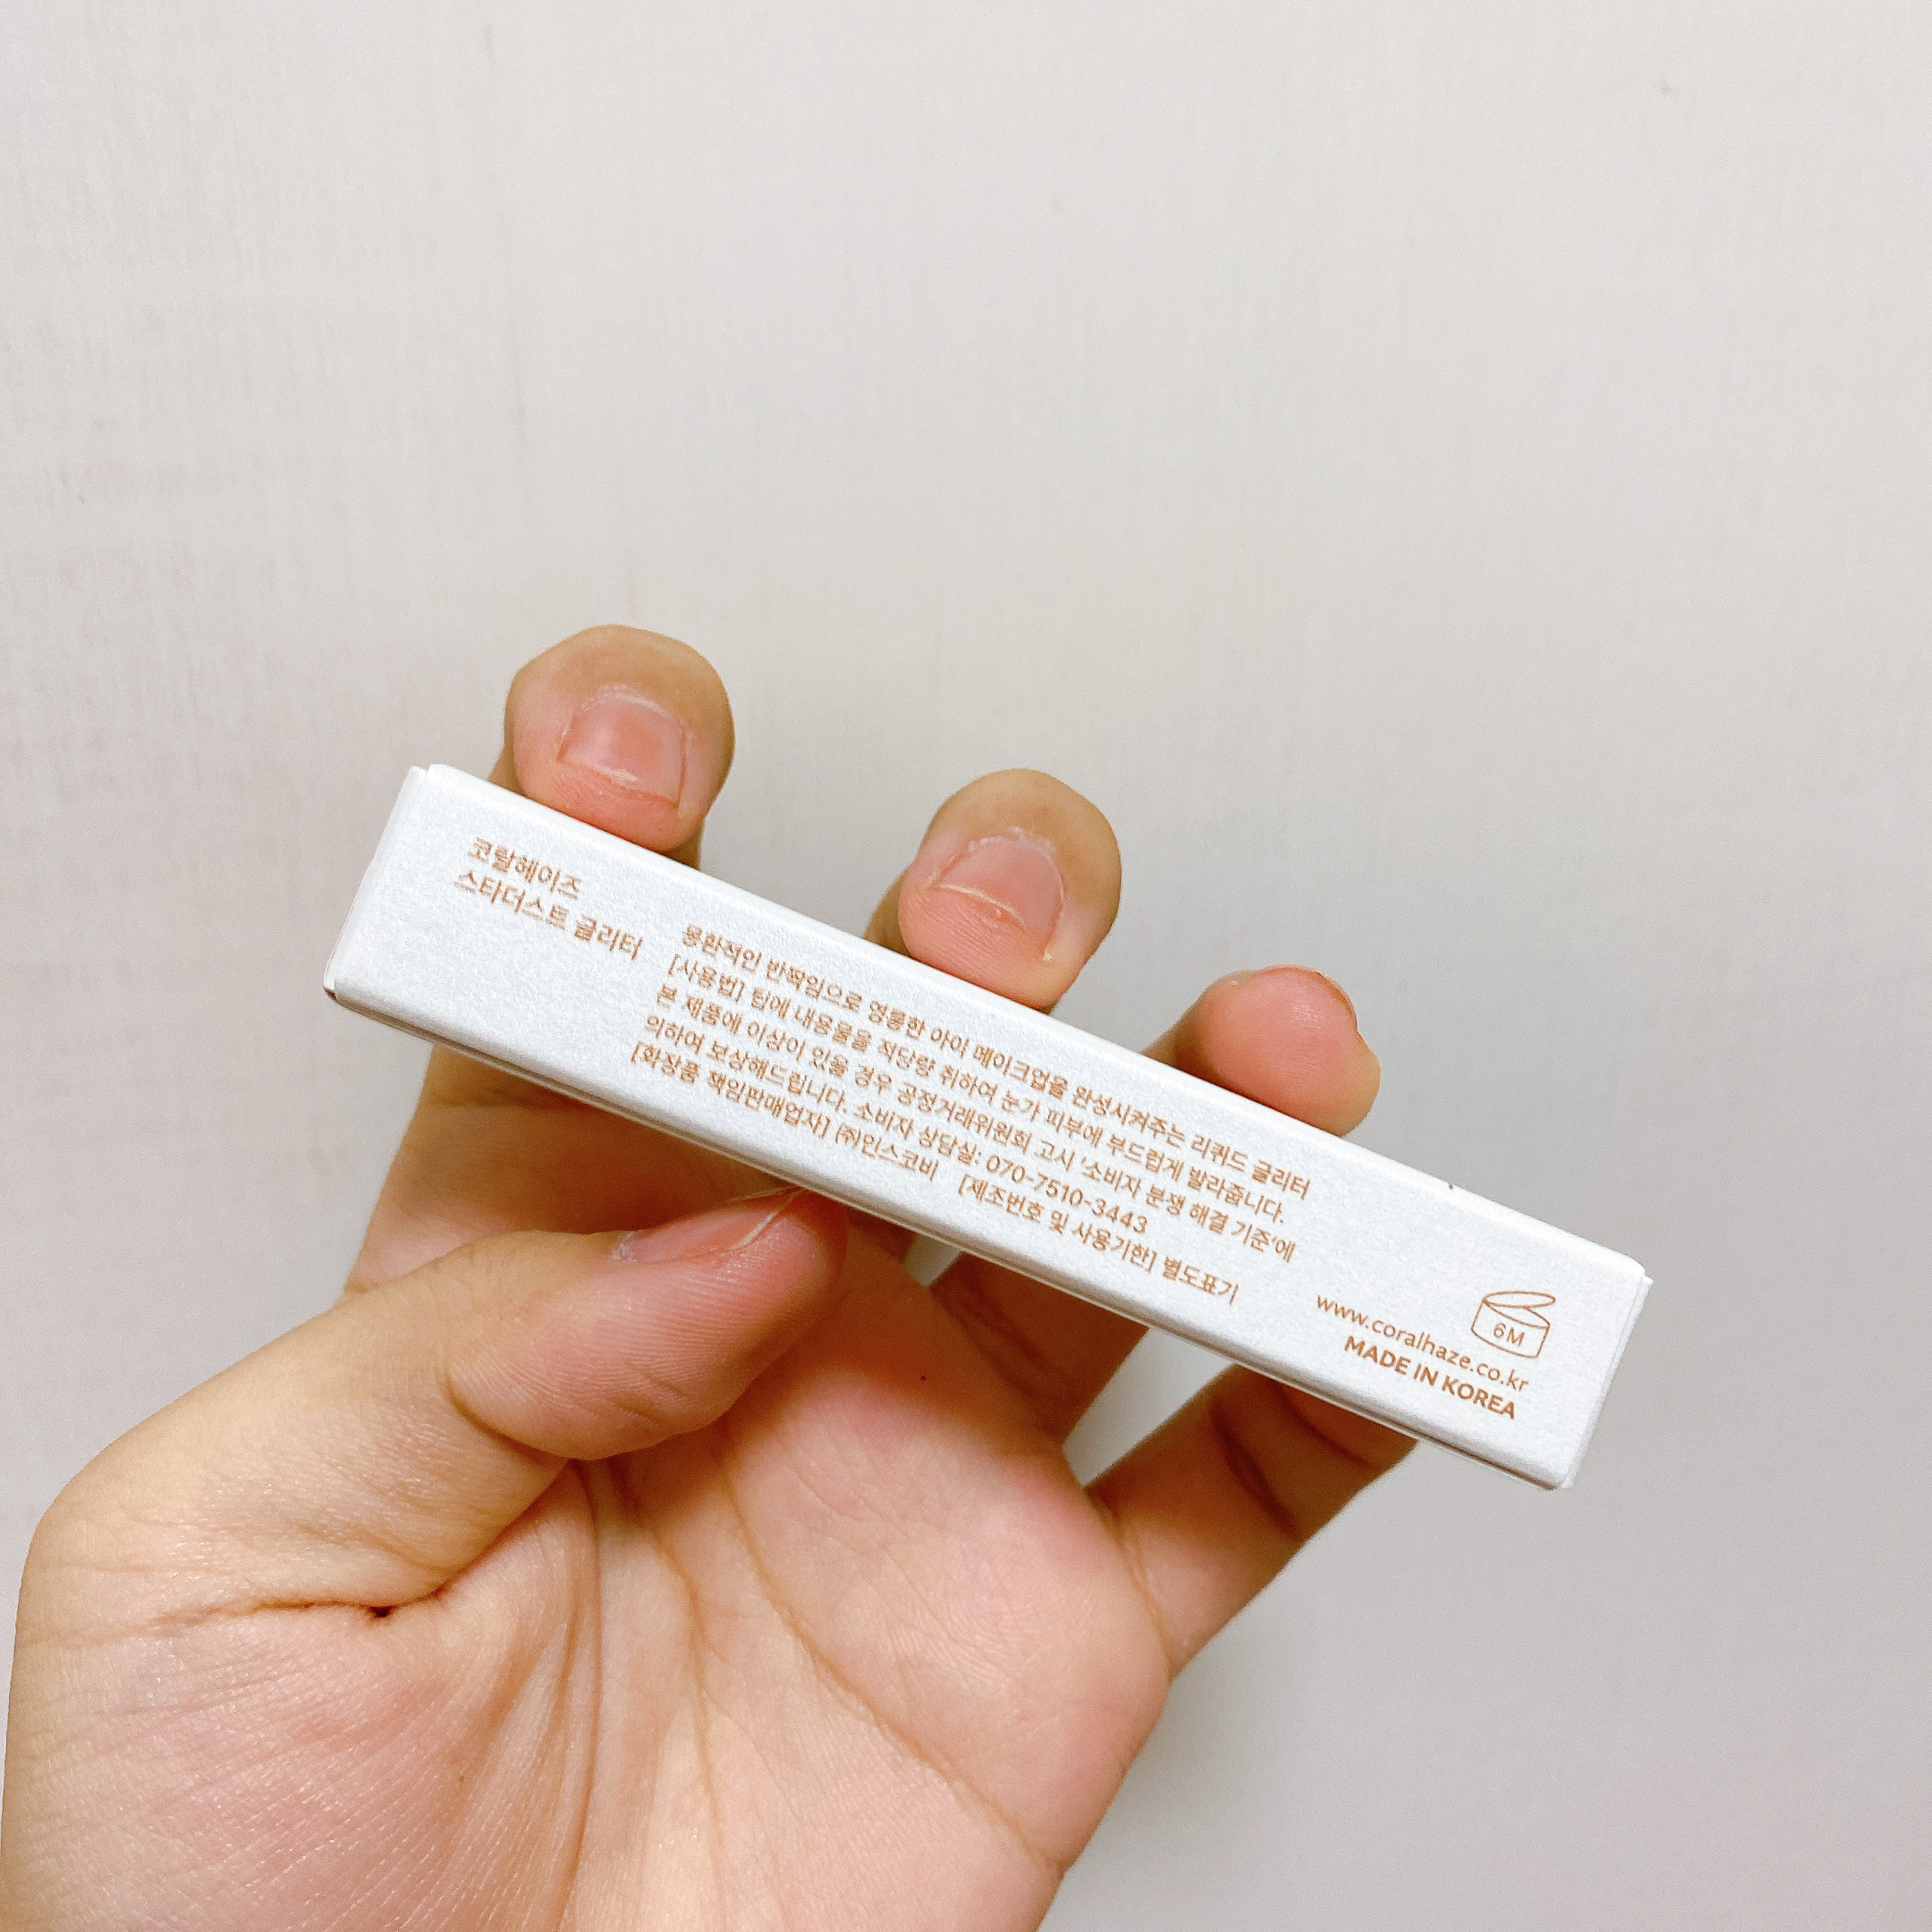 코랄헤이즈
스타더스트 글리터
몽환적인 반짝임으로 영롱한 아이 메이크업을 완성시켜주는 리퀴드 글리터
[사용법] 팁에 내용물을 적당량 취하여 눈가 피부에 부드럽게 발라줍니다.
본 제품에 이상이 있을 경우 공정거래위원회 고시 '소비자 분쟁 해결 기준'에
의하여 보상해드립니다. 소비자 상담실: 070-7510-3443
[화장품 책임판매업자] ㈜인스코비 [제조번호 및 사용기한] 별도표기
6M
www.coralhaze.co.kr
MADE IN KOREA